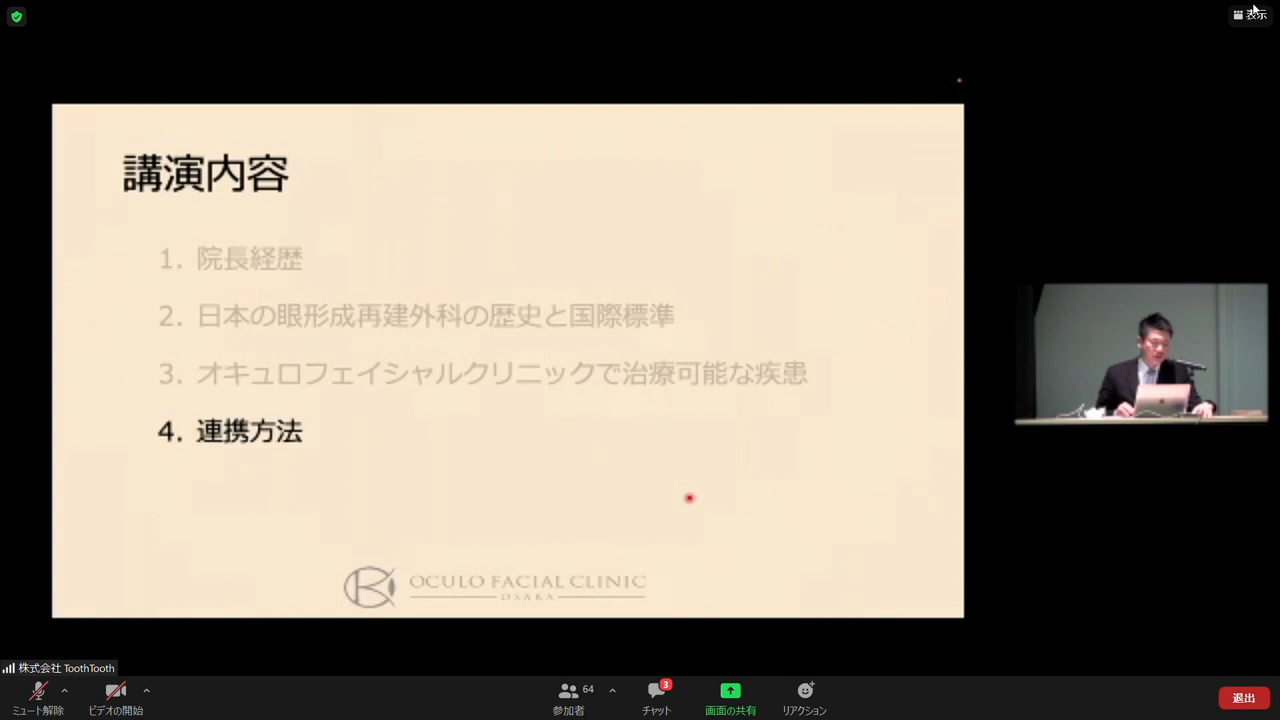 表示
講演内容
1. 院長経歴
2. 日本の眼形成再建外科の歴史と国際標準
3. オキュロフェイシャルクリニックで治療可能な疾患
4. 連携方法
OCULO FACIAL CLINIC
OSAKA
株式会社 ToothTooth
ミュート解除
ビデオの開始
64
参加者
3
チャット
画面の共有
リアクション
退出